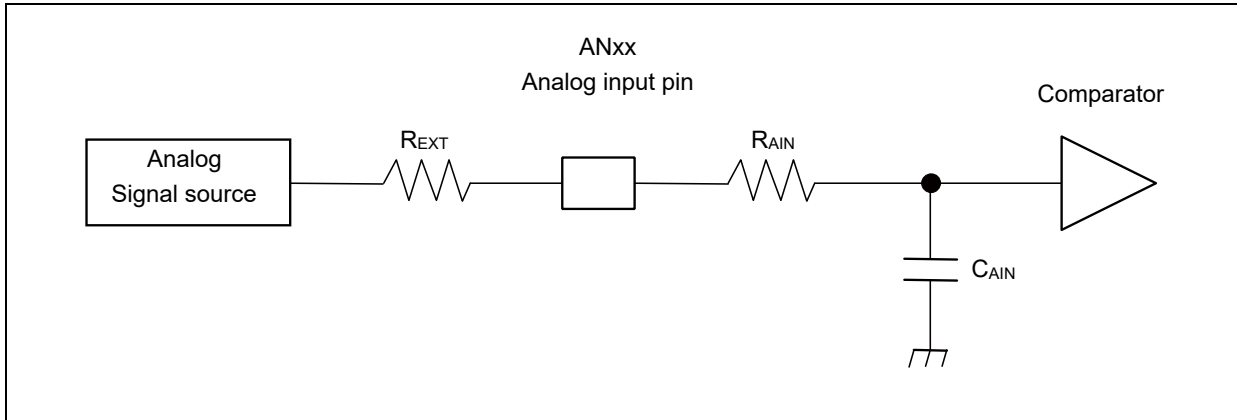 ANxx
Analog input pin
Comparator
Analog
Signal source
REXT
RAIN
CAIN